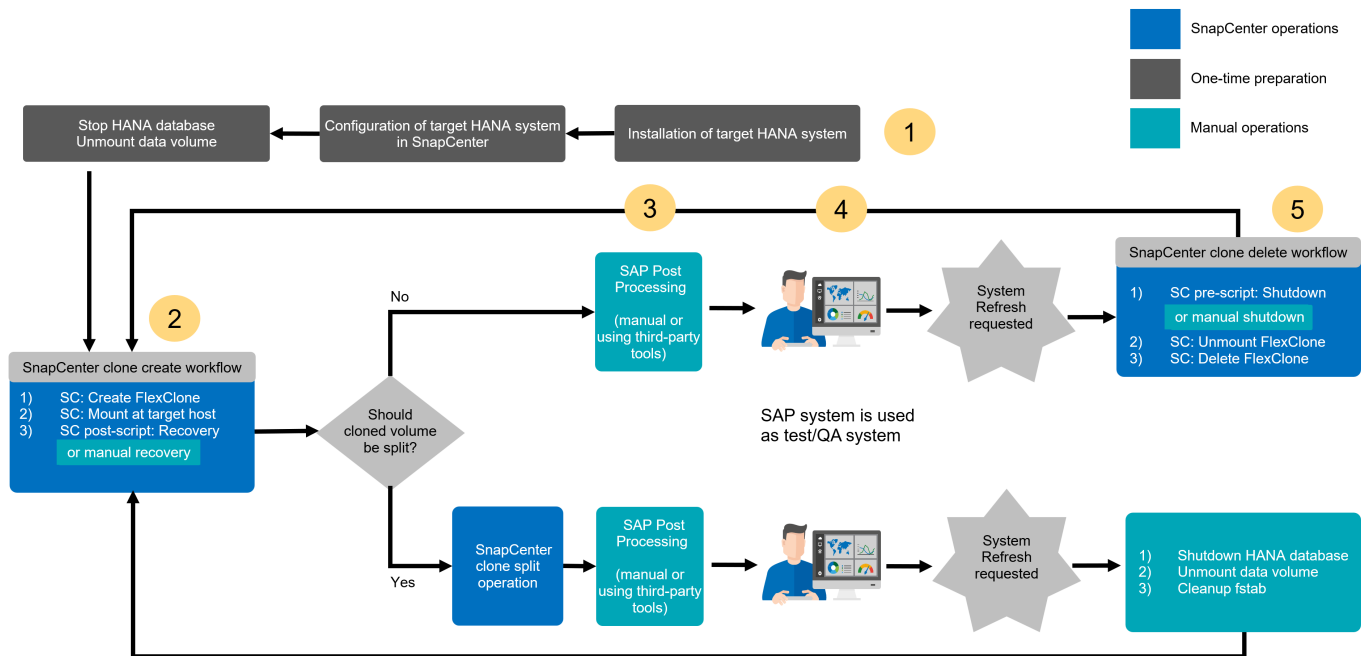 SnapCenter operations
One-time preparation
Manual operations
Stop HANA database
Unmount data volume
Configuration of target HANA system
in SnapCenter
Installation of target HANA system
1
3
4
5
SnapCenter clone delete workflow
1) SC pre-script: Shutdown
or manual shutdown
2) SC: Unmount FlexClone
3) SC: Delete FlexClone
SAP Post
Processing
(manual or
using third-party
tools)
System
Refresh
requested
No
2
SnapCenter clone create workflow
1) SC: Create FlexClone
2) SC: Mount at target host
3) SC post-script: Recovery
or manual recovery
Should
cloned volume
be split?
SAP system is used
as test/QA system
Yes
SnapCenter
clone split
operation
SAP Post
Processing
(manual or
using third-party
tools)
System
Refresh
requested
1) Shutdown HANA database
2) Unmount data volume
3) Cleanup fstab